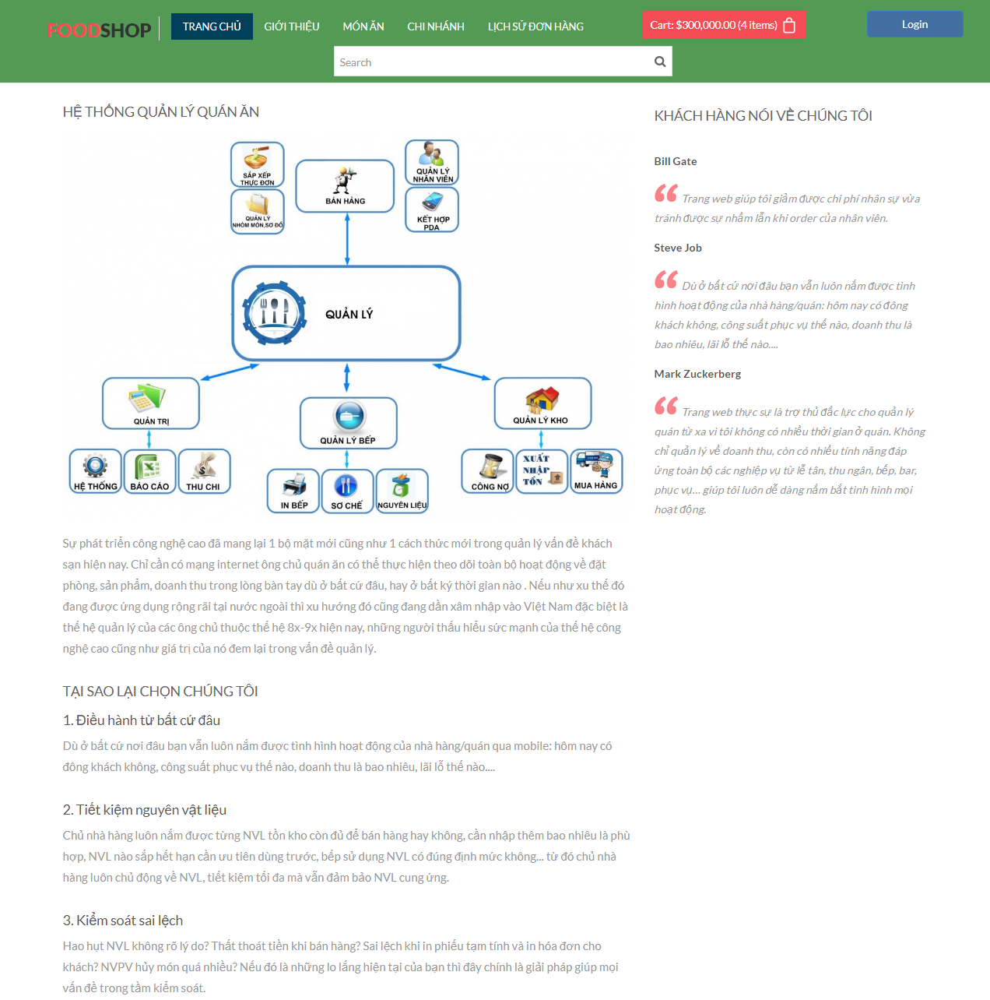 FOODSHOP
TRANG CHỦ
GIỚI THIỆU
MÓN ĂN
CHI NHÁNH
LỊCH SỬ ĐƠN HÀNG
Cart: $300,000.00 (4 items)
Login
Search
HỆ THỐNG QUẢN LÝ QUÁN ĂN
SẮP XẾP
THỰC ĐƠN
QUẢN LÝ
NHÓM MÓN,SƠ ĐỒ
BÁN HÀNG
QUẢN LÝ
NHÂN VIÊN
KẾT HỢP
PDA
QUẢN LÝ
QUẢN TRỊ
QUẢN LÝ BẾP
QUẢN LÝ KHO
HỆ THỐNG
BÁO CÁO
THU CHI
IN BẾP
SƠ CHẾ
NGUYÊN LIỆU
CÔNG NỢ
XUẤT
NHẬP
TỒN
MUA HÀNG
Sự phát triển công nghệ cao đã mang lại 1 bộ mặt mới cũng như 1 cách thức mới trong quản lý vấn đề khách
sạn hiện nay. Chỉ cần có mạng internet ông chủ quán ăn có thể thực hiện theo dõi toàn bộ hoạt động về đặt
phòng, sản phẩm, doanh thu trong lòng bàn tay dù ở bất cứ đâu, hay ở bất kỳ thời gian nào . Nếu như xu thế đó
đang được ứng dụng rộng rãi tại nước ngoài thì xu hướng đó cũng đang dần xâm nhập vào Việt Nam đặc biệt là
thế hệ quản lý của các ông chủ thuộc thế hệ 8x-9x hiện nay, những người thấu hiểu sức mạnh của thế hệ công
nghệ cao cũng như giá trị của nó đem lại trong vấn đề quản lý.
TẠI SAO LẠI CHỌN CHÚNG TÔI
1. Điều hành từ bất cứ đâu
Dù ở bất cứ nơi đâu bạn vẫn luôn nắm được tình hình hoạt động của nhà hàng/quán qua mobile: hôm nay có
đông khách không, công suất phục vụ thế nào, doanh thu là bao nhiêu, lãi lỗ thế nào....
2. Tiết kiệm nguyên vật liệu
Chủ nhà hàng luôn nắm được từng NVL tồn kho còn đủ để bán hàng hay không, cần nhập thêm bao nhiêu là phù
hợp, NVL nào sắp hết hạn cần ưu tiên dùng trước, bếp sử dụng NVL có đúng định mức không... từ đó chủ nhà
hàng luôn chủ động về NVL, tiết kiệm tối đa mà vẫn đảm bảo NVL cung ứng.
3. Kiểm soát sai lệch
Hao hụt NVL không rõ lý do? Thất thoát tiền khi bán hàng? Sai lệch khi in phiếu tạm tính và in hóa đơn cho
khách? NVPV hủy món quá nhiều? Nếu đó là những lo lắng hiện tại của bạn thì đây chính là giải pháp giúp mọi
vấn đề trong tầm kiểm soát.
KHÁCH HÀNG NÓI VỀ CHÚNG TÔI
Bill Gate
Trang web giúp tôi giảm được chi phí nhân sự vừa
tránh được sự nhầm lẫn khi order của nhân viên.
Steve Job
Dù ở bất cứ nơi đâu bạn vẫn luôn nắm được tình
hình hoạt động của nhà hàng/quán: hôm nay có đông
khách không, công suất phục vụ thế nào, doanh thu là
bao nhiêu, lãi lỗ thế nào....
Mark Zuckerberg
Trang web thực sự là trợ thủ đắc lực cho quản lý
quán từ xa vì tôi không có nhiều thời gian ở quán. Không
chỉ quản lý về doanh thu, còn có nhiều tính năng đáp
ứng toàn bộ các nghiệp vụ từ lễ tân, thu ngân, bếp, bar,
phục vụ... giúp tôi luôn dễ dàng nắm bắt tình hình mọi
hoạt động.